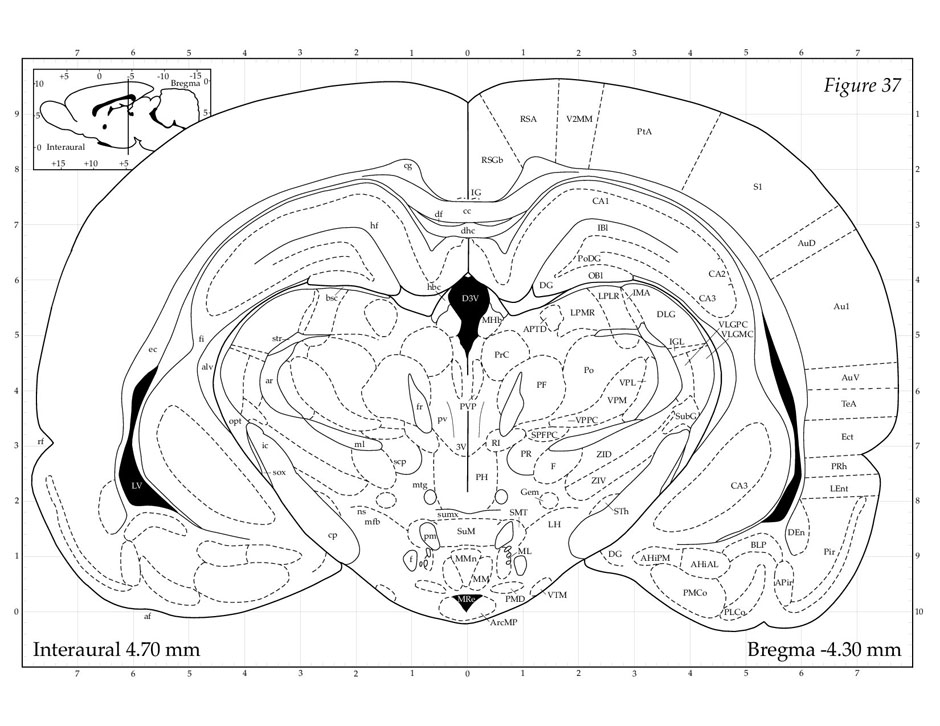 7 6 5 4 3 2 1 0 1 2 3 4 5 6 7
+5 0 -5 -10 -15
Bregma
10 0
5 5
0 Interaural
+15 +10 +5
Figure 37
9 1
8 2
7 3
6 4
5 5
4 6
3 7
2 8
1 9
0 10
RSA V2MM PtA
RSGb
cg
S1
IG
CA1
df cc
hf dhc IBl
AuD
PoDG
OBl CA2
hbc DG
bsc D3V LPLR IMA CA3
Au1
LPMR DLG
MHb
APTD VLGPC
VLGMC
str
fi IGL
ec PrC
alv Po
AuV
ar PF VPL
VPM
TeA
fr PVP
opt pv VPPC SubG
rf ic ml 3V RI SPFPC Ect
scp PR ZID
F PRh
sox PH
LV mtg ZIV CA3 LEnt
Gem
ns sumx SMT STh
mfb LH
cp pm SuM DEn
BLP
f MMn ML DG AHiPM Pir
AHiAL
MM APir
MRe PMD VTM PMCo
af ArcMP PLCo
Interaural 4.70 mm Bregma -4.30 mm
7 6 5 4 3 2 1 0 1 2 3 4 5 6 7